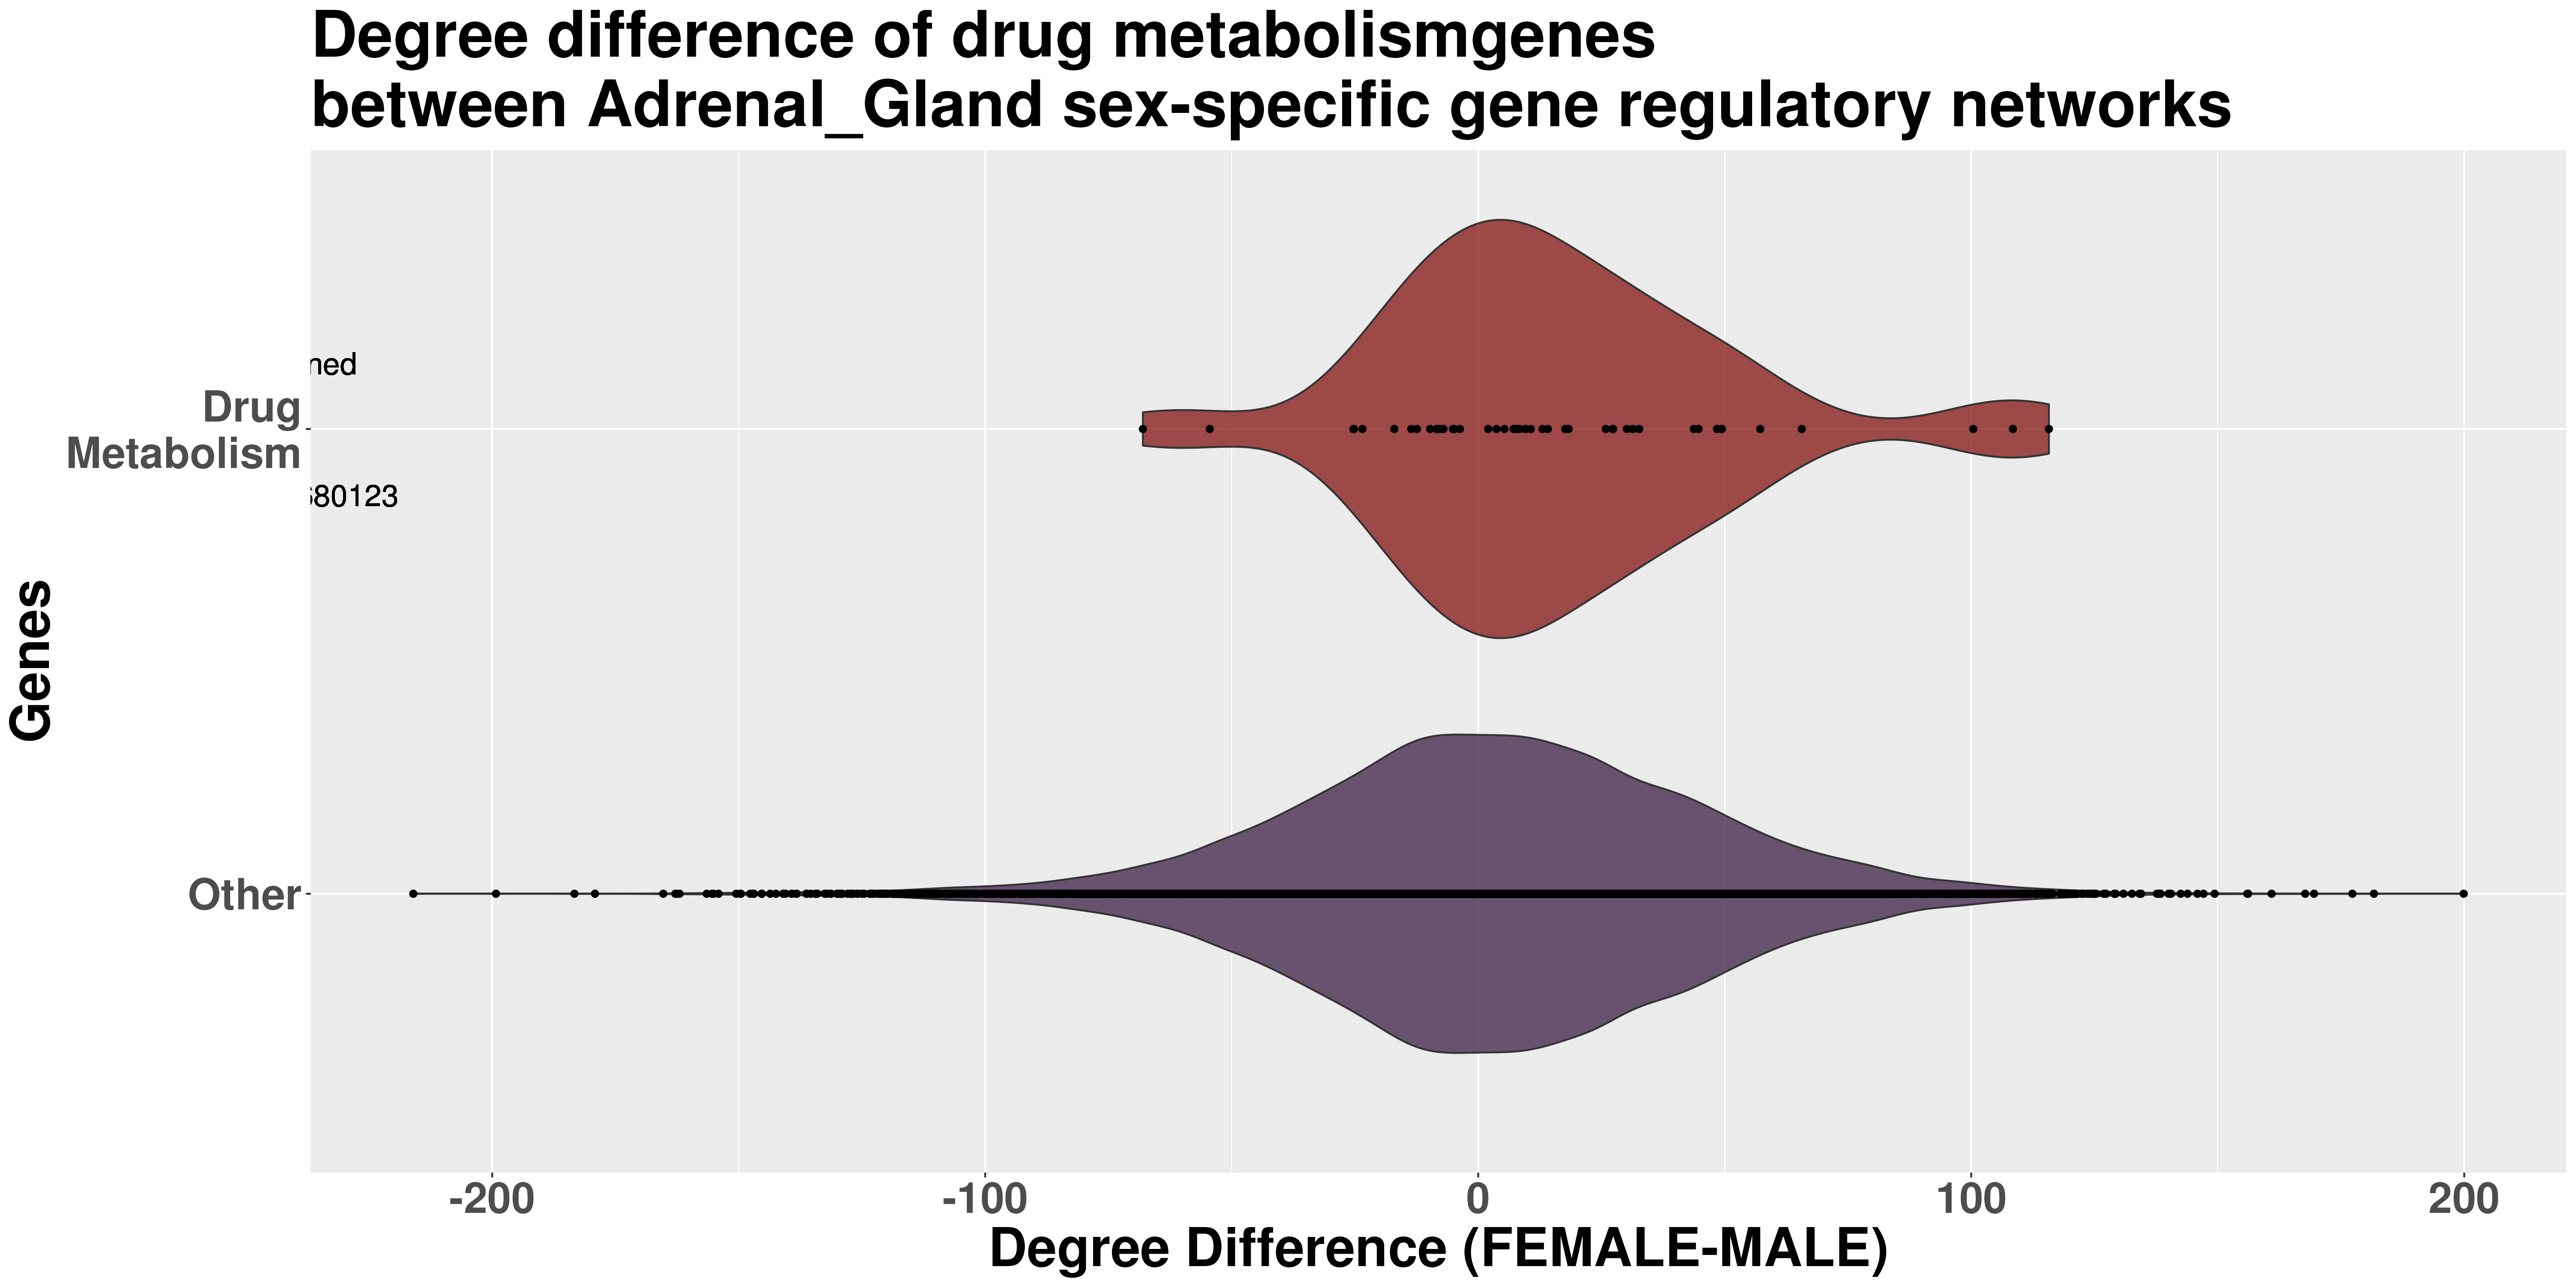 Degree difference of drug metabolismgenes
between Adrenal_Gland sex-specific gene regulatory networks
ned
Drug
Metabolism
680123
Genes
Other
-200 -100 0 100 200
Degree Difference (FEMALE-MALE)